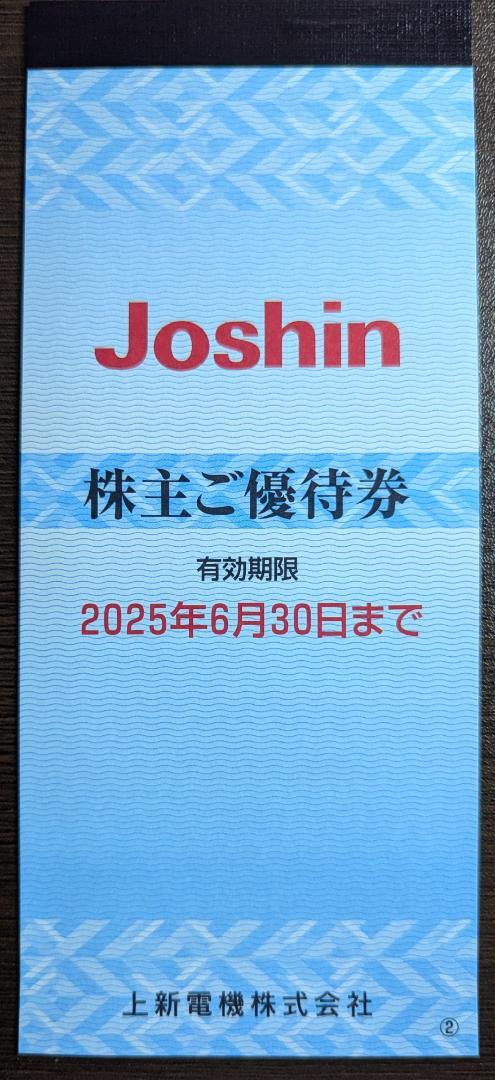 Joshin
株主ご優待券
有効期限
2025年6月30日まで
上新電機株式会社
②